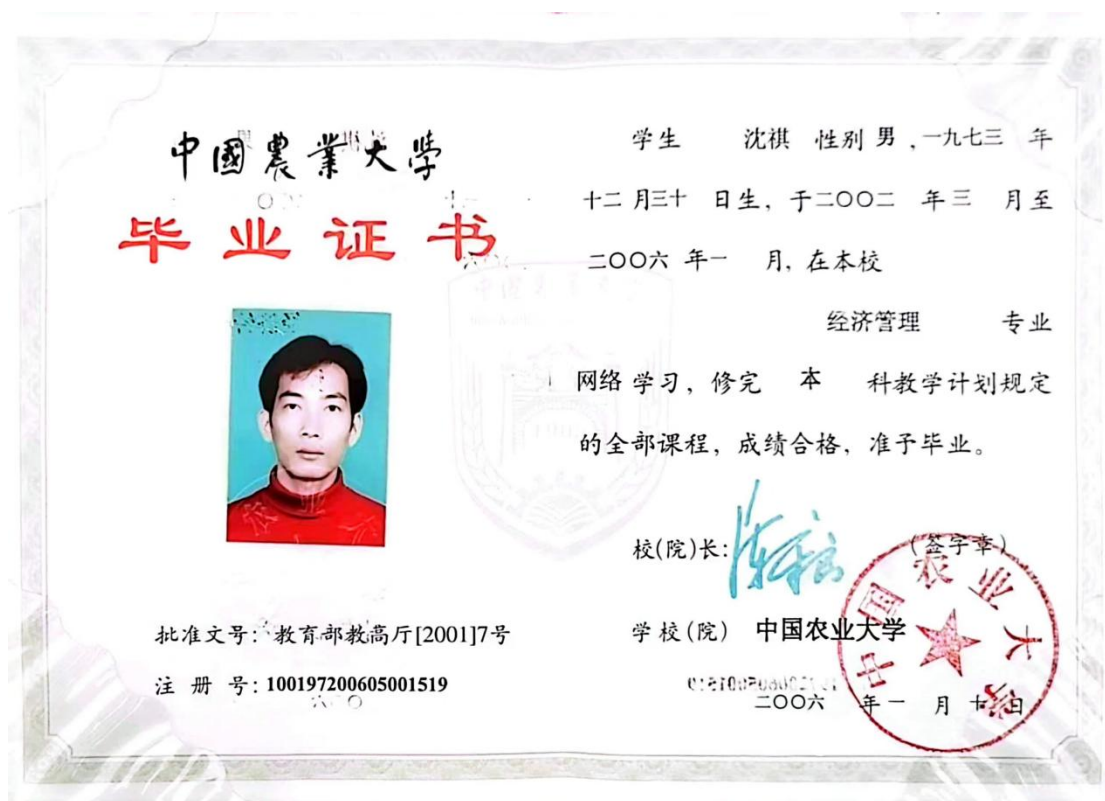 中國農業大學
毕业证书
批准文号：教育部教高厅[2001]7号
注 册 号：100197200605001519
学生 沈祺 性别 男，一九七三 年
十二 月三十 日生，于二〇〇二 年三 月至
二〇〇六 年一 月，在本校
经济管理 专业
网络 学习，修完 本 科教学计划规定
的全部课程，成绩合格，准予毕业。
校(院)长： (签字章)
学校(院) 中国农业大学
二〇〇六 年一 月十日
中国农业大学